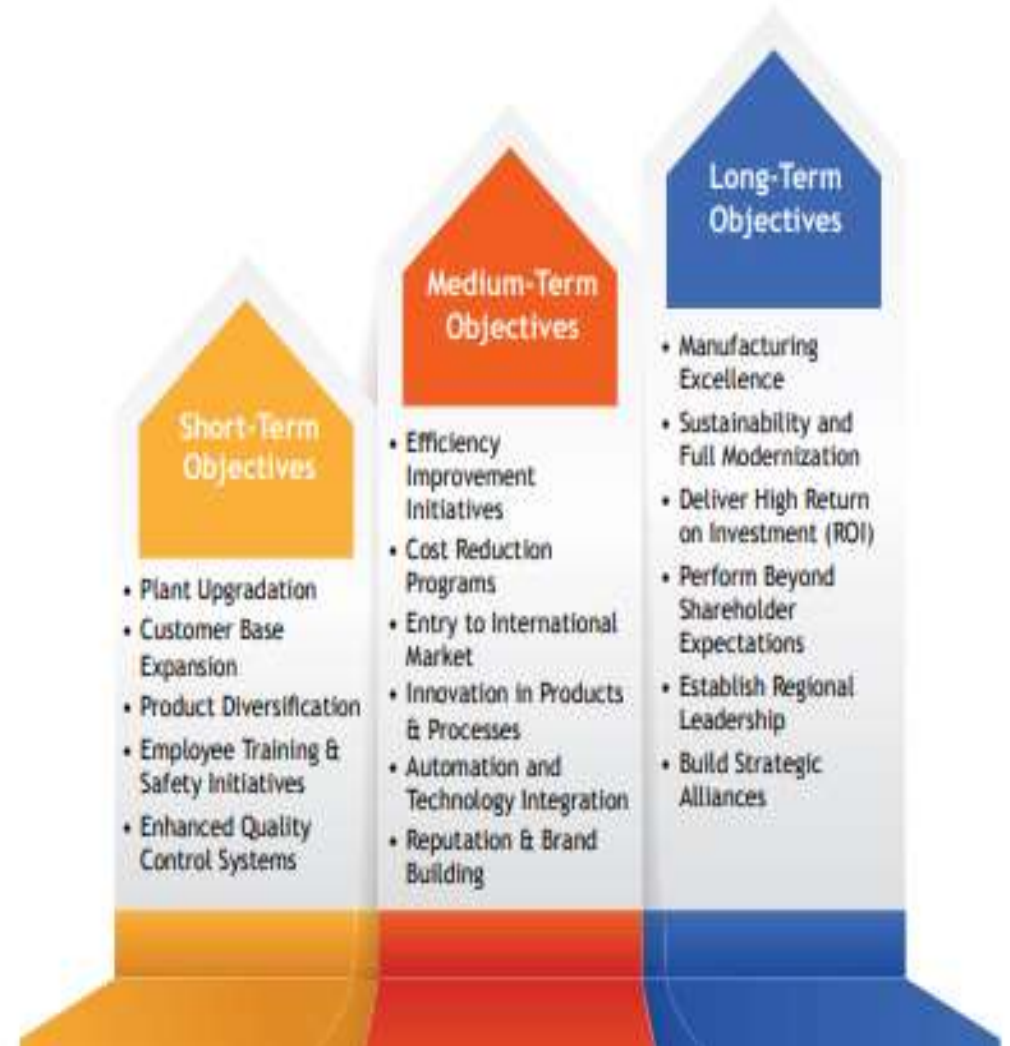 Short-Term
Objectives
• Plant Upgradation
• Customer Base
Expansion
• Product Diversification
• Employee Training &
Safety Initiatives
• Enhanced Quality
Control Systems
Medium-Term
Objectives
• Efficiency
Improvement
Initiatives
• Cost Reduction
Programs
• Entry to International
Market
• Innovation in Products
& Processes
• Automation and
Technology Integration
• Reputation & Brand
Building
Long-Term
Objectives
• Manufacturing
Excellence
• Sustainability and
Full Modernization
• Deliver High Return
on Investment (ROI)
• Perform Beyond
Shareholder
Expectations
• Establish Regional
Leadership
• Build Strategic
Alliances